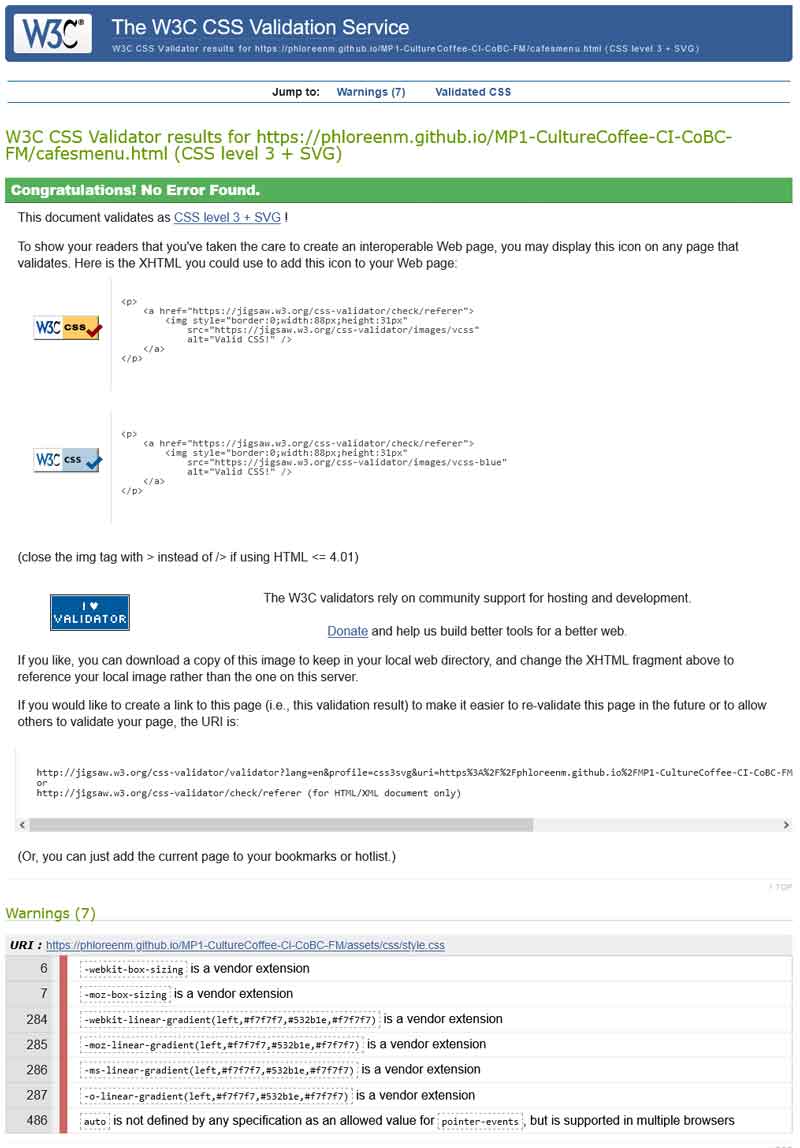 W3C®
The W3C CSS Validation Service
W3C CSS Validator results for https://phloreenm.github.io/MP1-CultureCoffee-CI-CoBC-FM/cafesmenu.html (CSS level 3 + SVG)
Jump to: Warnings (7) Validated CSS
W3C CSS Validator results for https://phloreenm.github.io/MP1-CultureCoffee-CI-CoBC-
FM/cafesmenu.html (CSS level 3 + SVG)
Congratulations! No Error Found.
This document validates as CSS level 3 + SVG !
To show your readers that you've taken the care to create an interoperable Web page, you may display this icon on any page that
validates. Here is the XHTML you could use to add this icon to your Web page:
W3C css
<p>
<a href="https://jigsaw.w3.org/css-validator/check/referer">
<img style="border:0;width:88px;height:31px"
src="https://jigsaw.w3.org/css-validator/images/vcss"
alt="Valid CSS!" />
</a>
</p>
W3C css
<p>
<a href="https://jigsaw.w3.org/css-validator/check/referer">
<img style="border:0;width:88px;height:31px"
src="https://jigsaw.w3.org/css-validator/images/vcss-blue"
alt="Valid CSS!" />
</a>
</p>
(close the img tag with > instead of /> if using HTML <= 4.01)
I ♥
VALIDATOR
The W3C validators rely on community support for hosting and development.
Donate and help us build better tools for a better web.
If you like, you can download a copy of this image to keep in your local web directory, and change the XHTML fragment above to
reference your local image rather than the one on this server.
If you would like to create a link to this page (i.e., this validation result) to make it easier to re-validate this page in the future or to allow
others to validate your page, the URI is:
http://jigsaw.w3.org/css-validator/validator?lang=en&profile=css3svg&uri=https%3A%2F%2Fphloreenm.github.io%2FMP1-CultureCoffee-CI-CoBC-FM
or
http://jigsaw.w3.org/css-validator/check/referer (for HTML/XML document only)
(Or, you can just add the current page to your bookmarks or hotlist.)
↑ TOP
Warnings (7)
URI : https://phloreenm.github.io/MP1-CultureCoffee-CI-CoBC-FM/assets/css/style.css
6 -webkit-box-sizing is a vendor extension
7 -moz-box-sizing is a vendor extension
284 -webkit-linear-gradient(left,#f7f7f7,#532b1e,#f7f7f7) is a vendor extension
285 -moz-linear-gradient(left,#f7f7f7,#532b1e,#f7f7f7) is a vendor extension
286 -ms-linear-gradient(left,#f7f7f7,#532b1e,#f7f7f7) is a vendor extension
287 -o-linear-gradient(left,#f7f7f7,#532b1e,#f7f7f7) is a vendor extension
486 auto is not defined by any specification as an allowed value for pointer-events, but is supported in multiple browsers